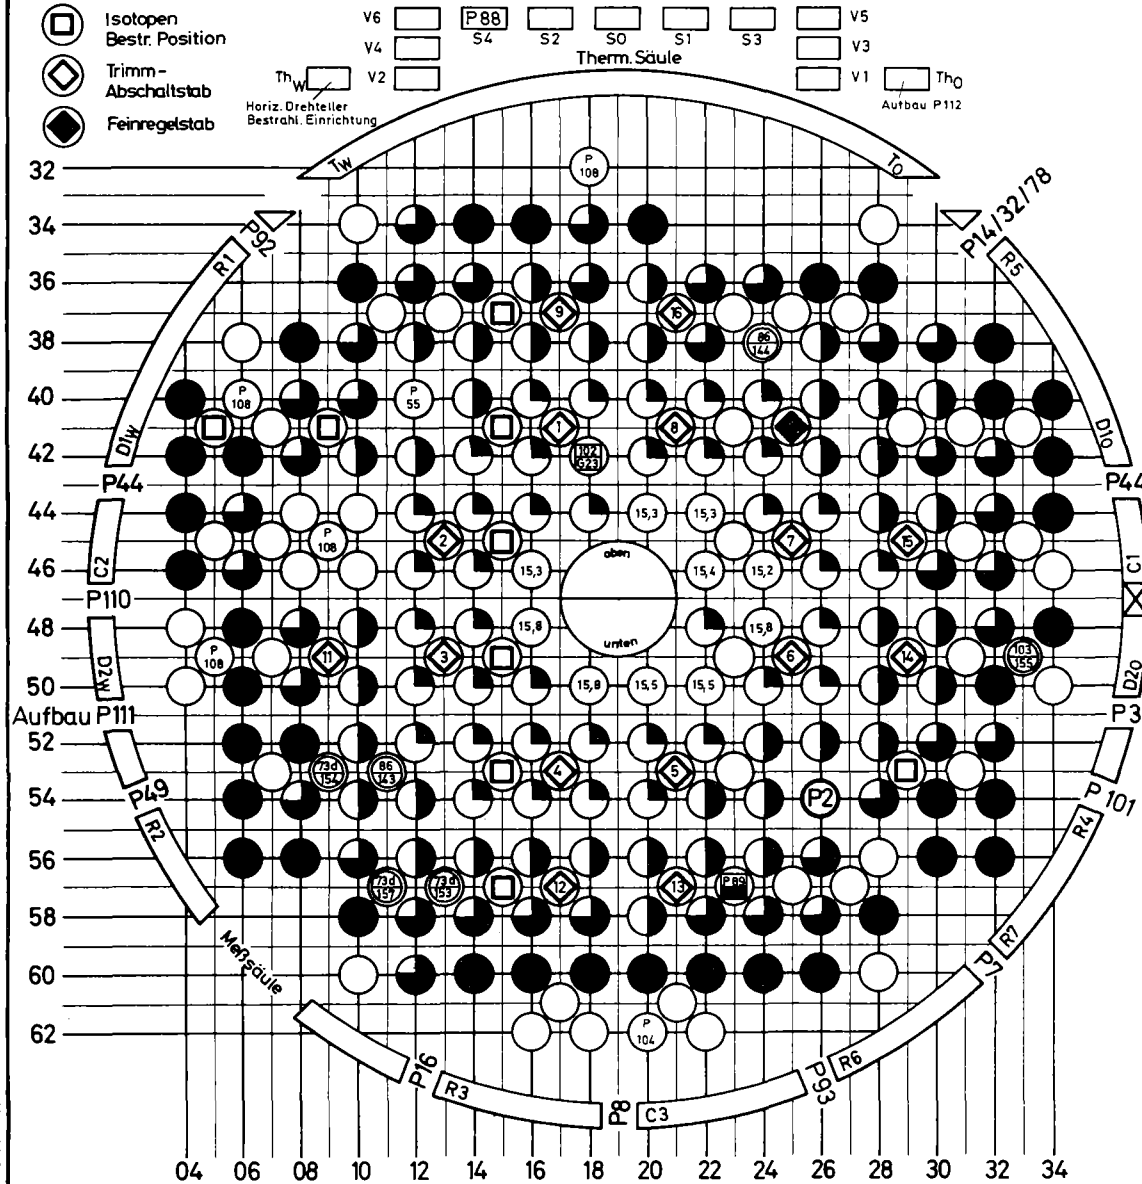 Isotopen
Bestr. Position
Trimm-
Abschaltstab
Feinregelstab
V6
P88
V5
S4
S2
S0
S1
S3
V4
V3
Therm. Säule
ThW
V2
V1
ThO
Horiz. Drehteller
Bestrahl. Einrichtung
Aufbau P112
TW
TO
32
P
108
34
P92
P14/32/78
R1
R5
36
9
16
38
86
144
40
P
108
P
55
1
8
D1W
D1O
42
102
G23
P44
P44
44
15,3
15,3
P
108
2
7
15
oben
C2
C1
46
15,3
15,4
15,2
P110
48
15,8
15,8
unten
P
108
11
3
6
14
103
155
D2W
D2O
50
15,8
15,5
15,5
Aufbau P111
P3
52
73d
154
86
143
4
5
P49
54
P2
P101
R2
R4
56
73d
157
73d
153
12
13
P89
58
R7
Meßsäule
P7
60
62
P
104
P16
R3
P8
C3
P93
R6
04
06
08
10
12
14
16
18
20
22
24
26
28
30
32
34